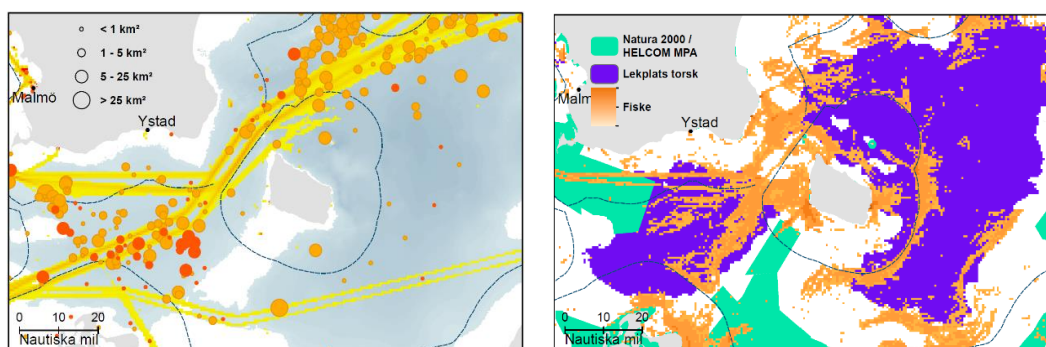 < 1 km²
1 - 5 km²
5 - 25 km²
> 25 km²
Malmö
Ystad
0 10 20
Nautiska mil
Natura 2000 /
HELCOM MPA
Lekplats torsk
Fiske
Malm
Ystad
0 10 20
Nautiska mil